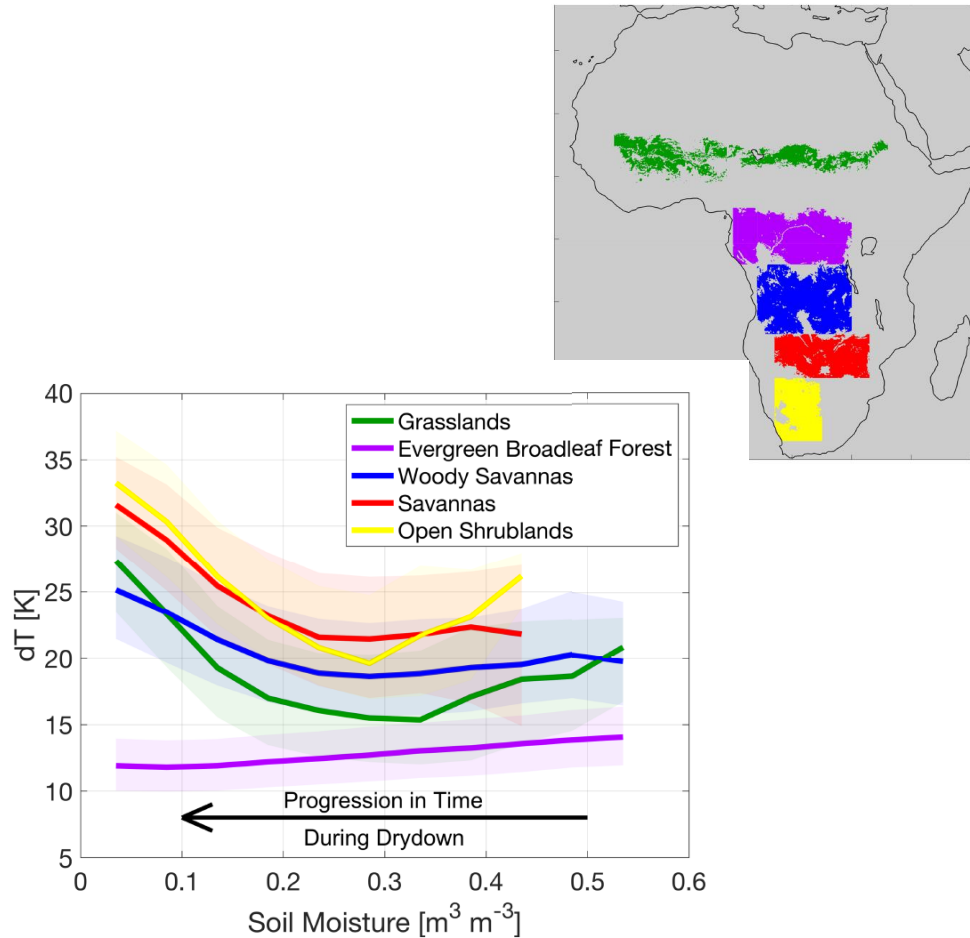 40
35
30
25
20
15
10
5
dT [K]
Grasslands
Evergreen Broadleaf Forest
Woody Savannas
Savannas
Open Shrublands
Progression in Time
During Drydown
0 0.1 0.2 0.3 0.4 0.5 0.6
Soil Moisture [m³ m⁻³]